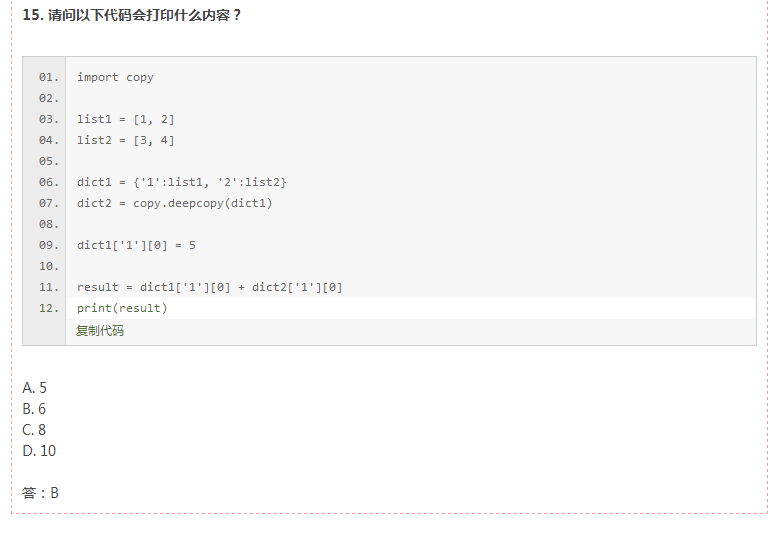 15. 请问以下代码会打印什么内容？
01. import copy
02.
03. list1 = [1, 2]
04. list2 = [3, 4]
05.
06. dict1 = {'1':list1, '2':list2}
07. dict2 = copy.deepcopy(dict1)
08.
09. dict1['1'][0] = 5
10.
11. result = dict1['1'][0] + dict2['1'][0]
12. print(result)
复制代码
A. 5
B. 6
C. 8
D. 10
答：B